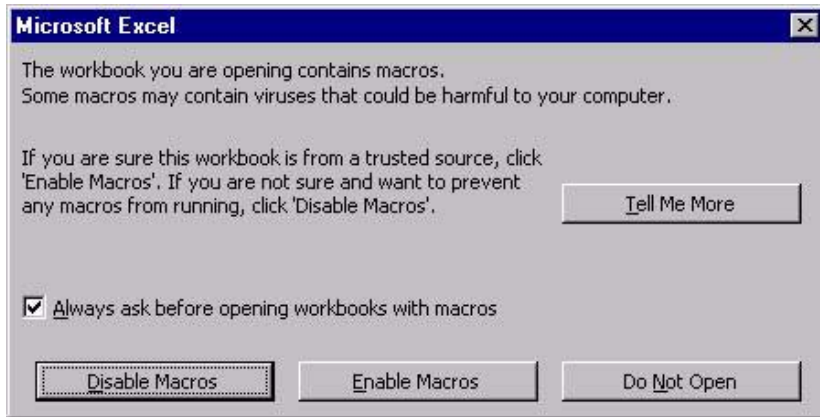 Microsoft Excel
The workbook you are opening contains macros.
Some macros may contain viruses that could be harmful to your computer.
If you are sure this workbook is from a trusted source, click
'Enable Macros'. If you are not sure and want to prevent
any macros from running, click 'Disable Macros'.
Tell Me More
Always ask before opening workbooks with macros
Disable Macros
Enable Macros
Do Not Open